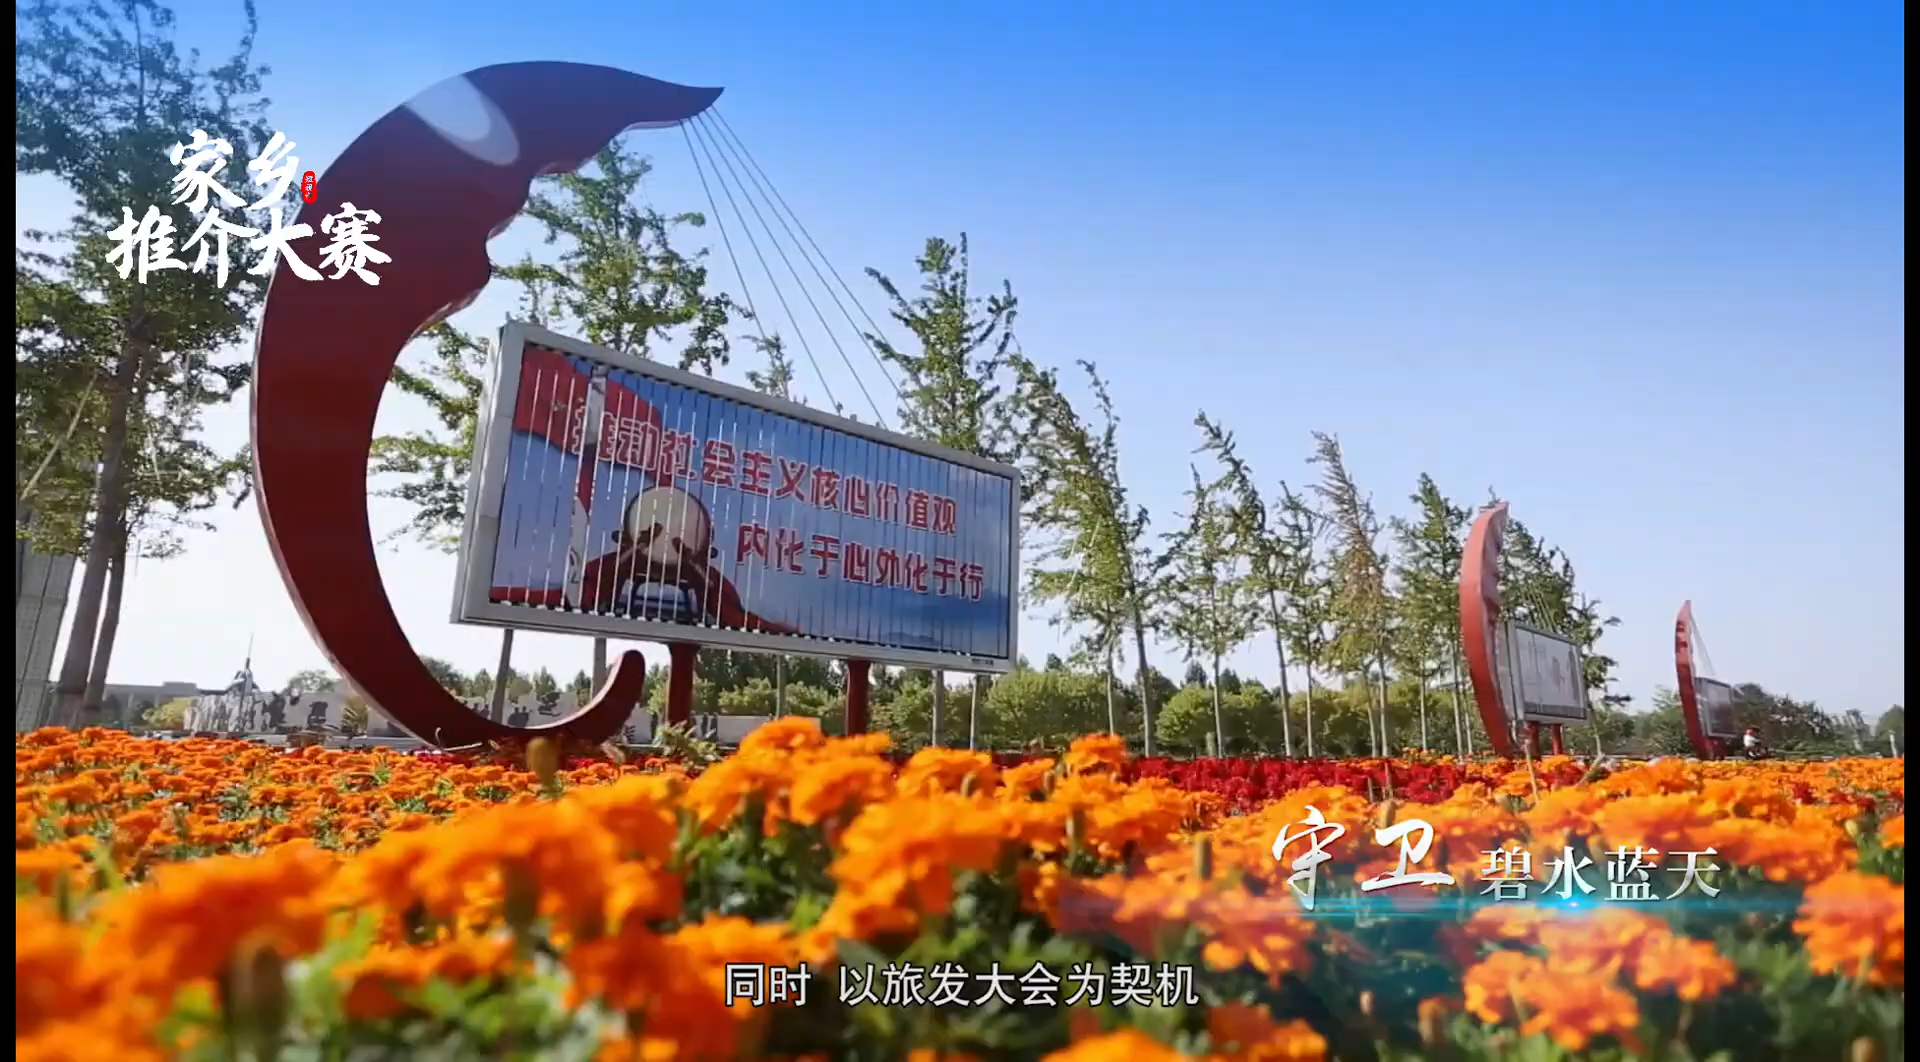 家乡
推介大赛
推动社会主义核心价值观
内化于心外化于行
守卫 碧水蓝天
同时 以旅发大会为契机